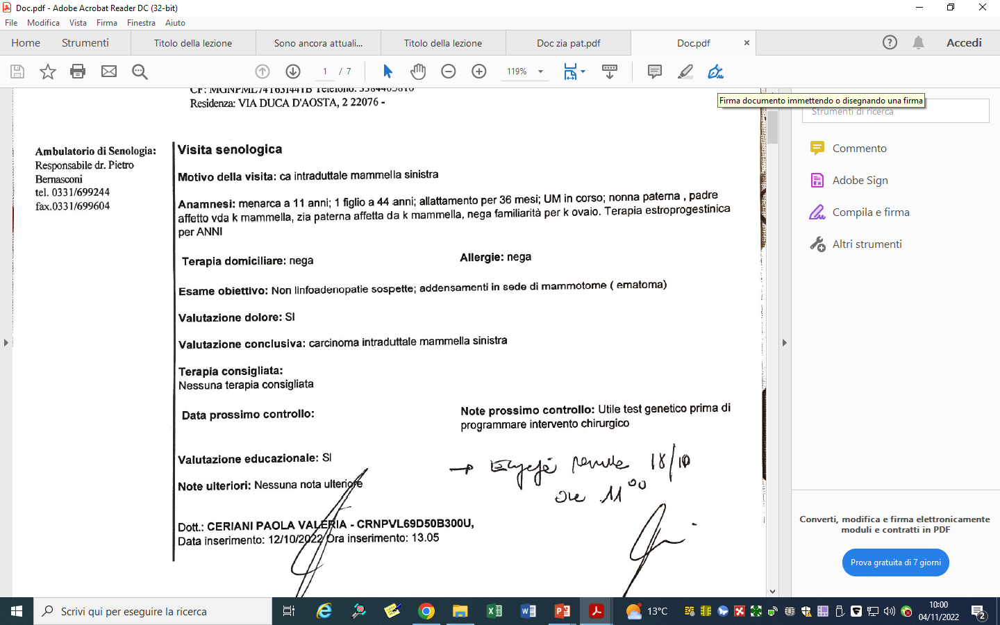 Doc.pdf - Adobe Acrobat Reader DC (32-bit)
File Modifica Vista Firma Finestra Aiuto
Home Strumenti Titolo della lezione Sono ancora attuali... Titolo della lezione Doc zia pat.pdf Doc.pdf × Accedi
1 / 7 119%
Firma documento immettendo o disegnando una firma
Strumenti di ricerca
Commento
Adobe Sign
Compila e firma
Altri strumenti
Converti, modifica e firma elettronicamente
moduli e contratti in PDF
Prova gratuita di 7 giorni
Residenza: VIA DUCA D'AOSTA, 2 22076 -
Ambulatorio di Senologia:
Responsabile dr. Pietro
Bernasconi
tel. 0331/699244
fax.0331/699604
Visita senologica
Motivo della visita: ca intraduttale mammella sinistra
Anamnesi: menarca a 11 anni; 1 figlio a 44 anni; allattamento per 36 mesi; UM in corso; nonna paterna , padre
affetto vda k mammella, zia paterna affetta da k mammella, nega familiarità per k ovaio. Terapia estroprogestinica
per ANNI
Terapia domiciliare: nega Allergie: nega
Esame obiettivo: Non linfoadenopatie sospette; addensamenti in sede di mammotome ( ematoma)
Valutazione dolore: SI
Valutazione conclusiva: carcinoma intraduttale mammella sinistra
Terapia consigliata:
Nessuna terapia consigliata
Data prossimo controllo: Note prossimo controllo: Utile test genetico prima di
programmare intervento chirurgico
Valutazione educazionale: SI
→ 18/10
ore 11 00
Note ulteriori: Nessuna nota ulteriore
Dott.: CERIANI PAOLA VALERIA - CRNPVL69D50B300U,
Data inserimento: 12/10/2022 Ora inserimento: 13.05
Scrivi qui per eseguire la ricerca
13°C
10:00
04/11/2022
2